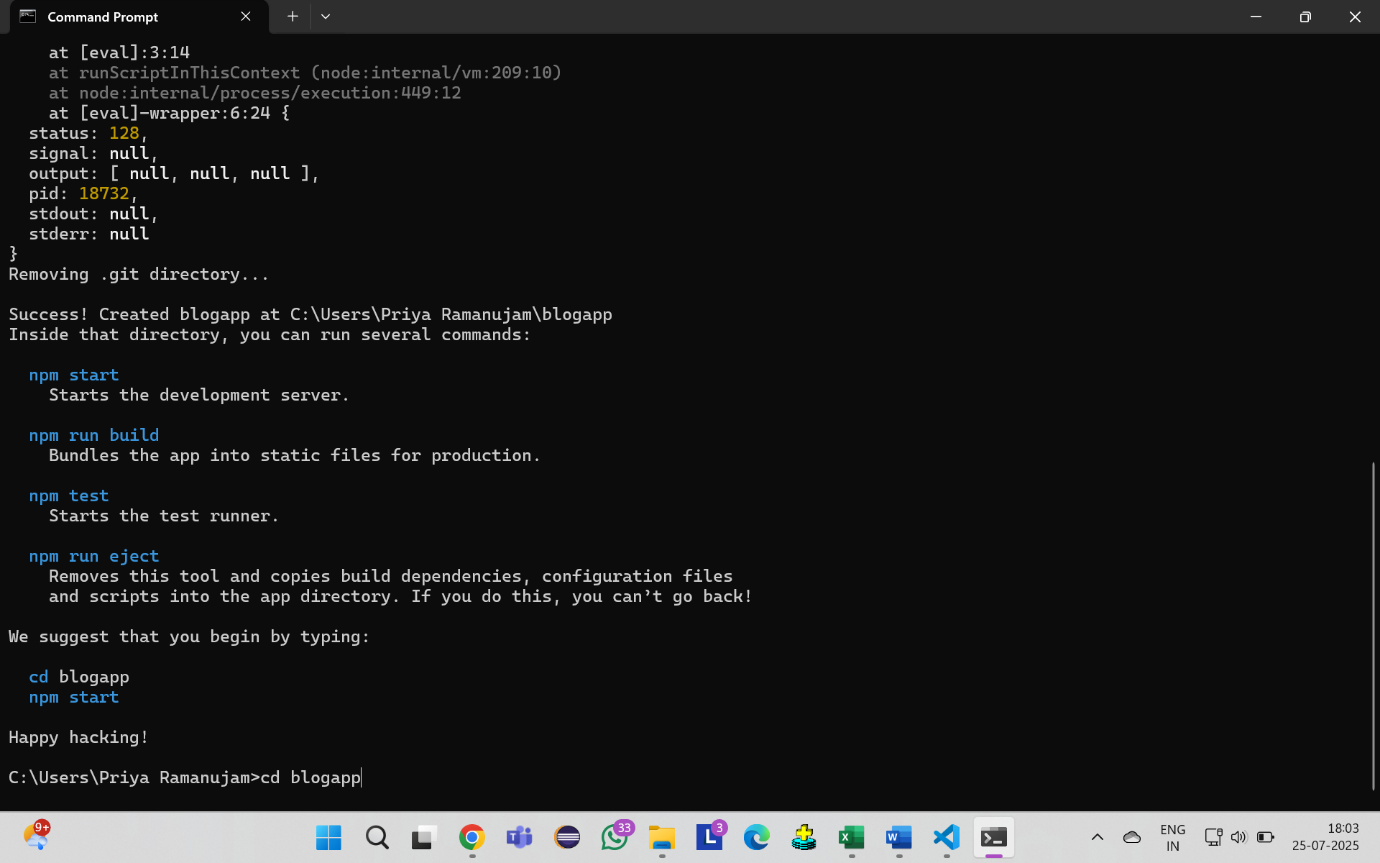 Command Prompt
at [eval]:3:14
at runScriptInThisContext (node:internal/vm:209:10)
at node:internal/process/execution:449:12
at [eval]-wrapper:6:24 {
status: 128,
signal: null,
output: [ null, null, null ],
pid: 18732,
stdout: null,
stderr: null
}
Removing .git directory...
Success! Created blogapp at C:\Users\Priya Ramanujam\blogapp
Inside that directory, you can run several commands:
npm start
Starts the development server.
npm run build
Bundles the app into static files for production.
npm test
Starts the test runner.
npm run eject
Removes this tool and copies build dependencies, configuration files
and scripts into the app directory. If you do this, you can’t go back!
We suggest that you begin by typing:
cd blogapp
npm start
Happy hacking!
C:\Users\Priya Ramanujam>cd blogapp
9+
33
L 3
ENG
IN
18:03
25-07-2025